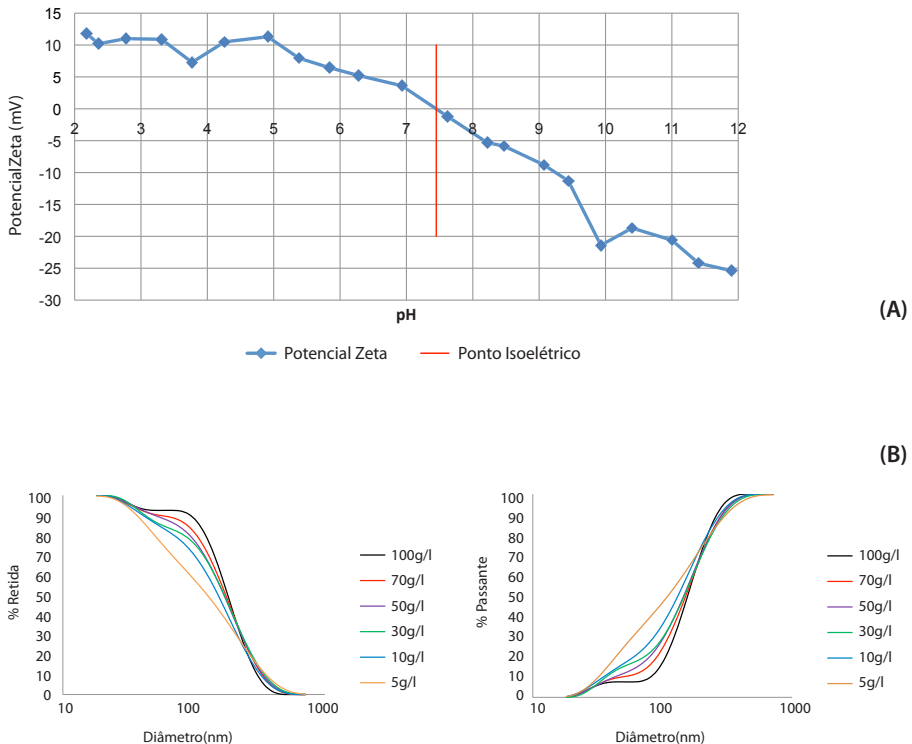 15
10
5
0
-5
-10
-15
-20
-25
-30
PotencialZeta (mV)
2 3 4 5 6 7 8 9 10 11 12
pH
(A)
Potencial Zeta
Ponto Isoelétrico
(B)
100
90
80
70
60
50
40
30
20
10
0
% Retida
10 100 1000
Diâmetro(nm)
100g/l
70g/l
50g/l
30g/l
10g/l
5g/l
100
90
80
70
60
50
40
30
20
10
0
% Passante
10 100 1000
Diâmetro(nm)
100g/l
70g/l
50g/l
30g/l
10g/l
5g/l